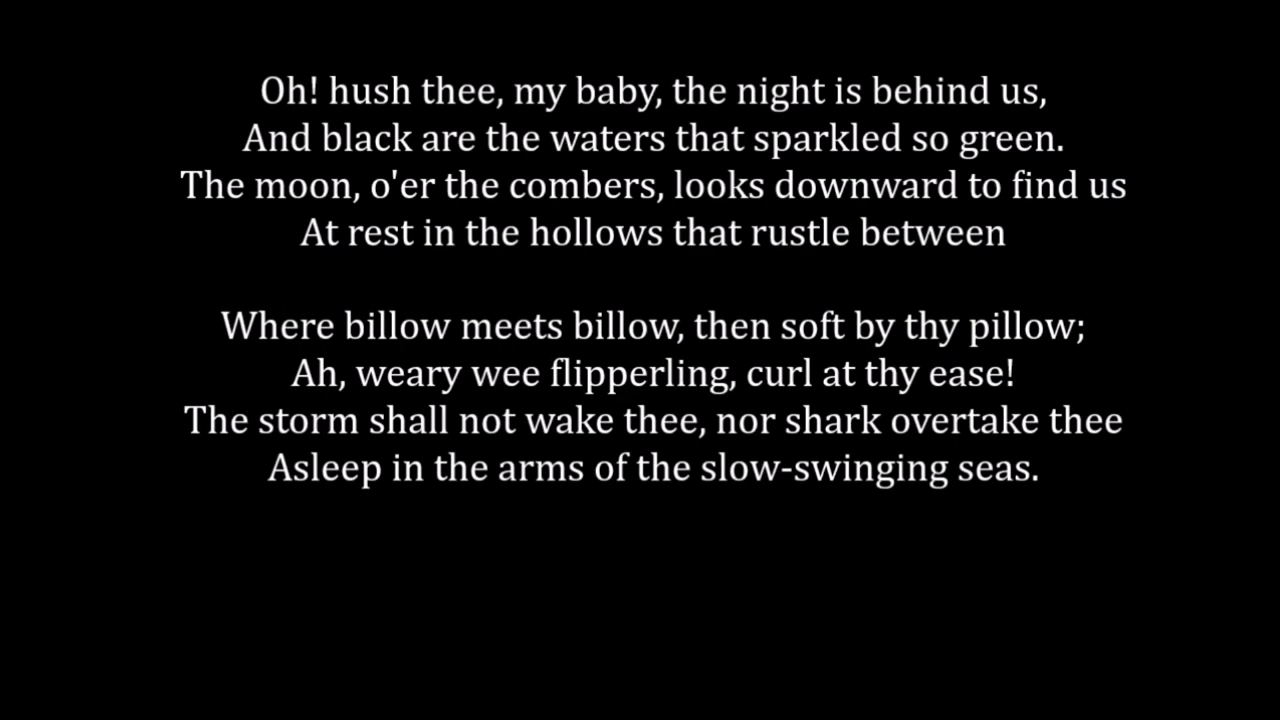 Oh! hush thee, my baby, the night is behind us,
And black are the waters that sparkled so green.
The moon, o'er the combers, looks downward to find us
At rest in the hollows that rustle between
Where billow meets billow, then soft by thy pillow;
Ah, weary wee flipperling, curl at thy ease!
The storm shall not wake thee, nor shark overtake thee
Asleep in the arms of the slow-swinging seas.